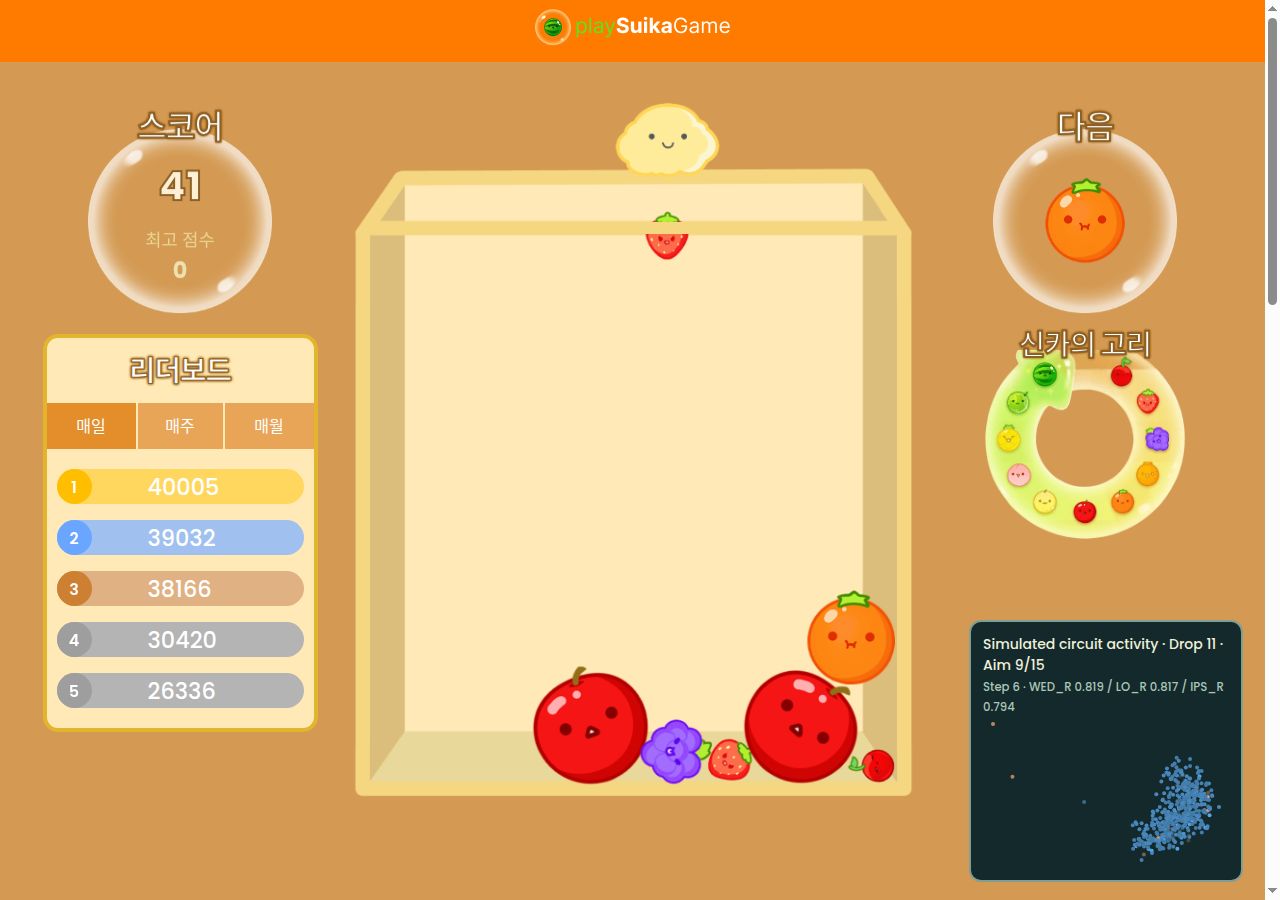 playSuikaGame
스코어
41
최고 점수
0
리더보드
매일
매주
매월
1 40005
2 39032
3 38166
4 30420
5 26336
다음
신카의 고리
Simulated circuit activity · Drop 11 ·
Aim 9/15
Step 6 · WED_R 0.819 / LO_R 0.817 / IPS_R
0.794